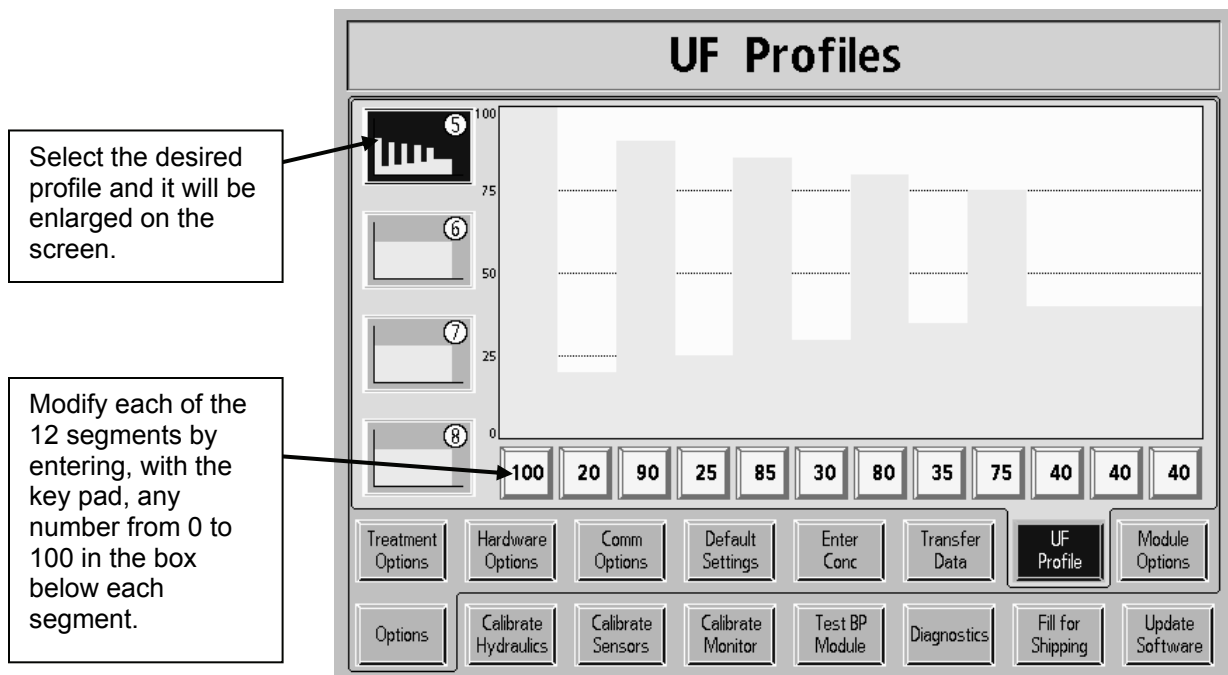 UF Profiles
Select the desired
profile and it will be
enlarged on the
screen.
5
6
7
8
100
75
50
25
0
Modify each of the
12 segments by
entering, with the
key pad, any
number from 0 to
100 in the box
below each
segment.
100 20 90 25 85 30 80 35 75 40 40 40
Treatment
Options
Hardware
Options
Comm
Options
Default
Settings
Enter
Conc
Transfer
Data
UF
Profile
Module
Options
Options
Calibrate
Hydraulics
Calibrate
Sensors
Calibrate
Monitor
Test BP
Module
Diagnostics
Fill for
Shipping
Update
Software